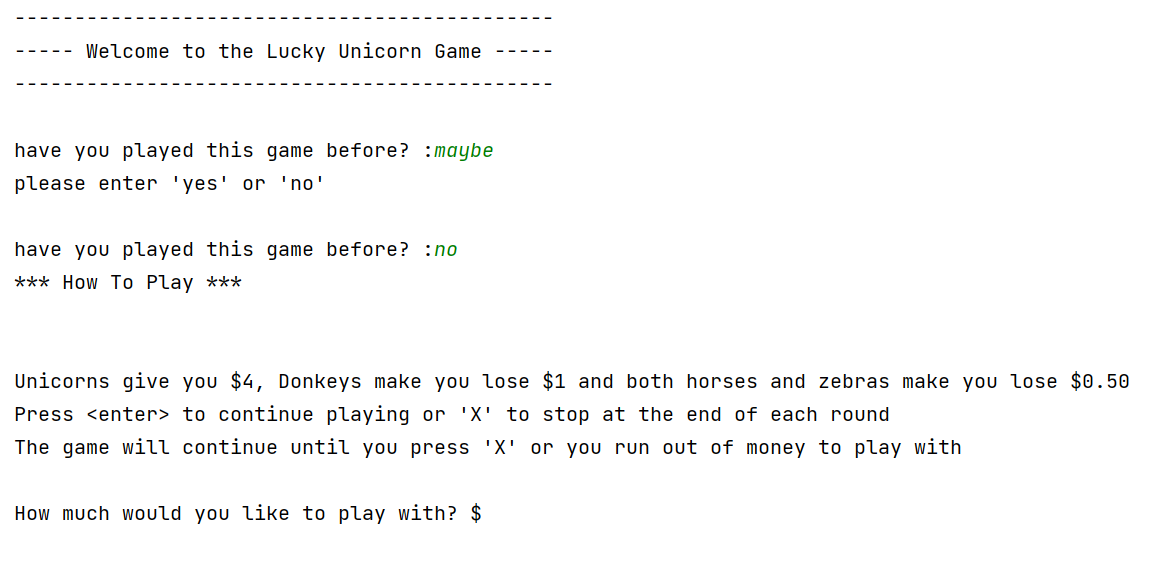 ---------------------------------------------
----- Welcome to the Lucky Unicorn Game -----
---------------------------------------------
have you played this game before? :maybe
please enter 'yes' or 'no'
have you played this game before? :no
*** How To Play ***
Unicorns give you $4, Donkeys make you lose $1 and both horses and zebras make you lose $0.50
Press <enter> to continue playing or 'X' to stop at the end of each round
The game will continue until you press 'X' or you run out of money to play with
How much would you like to play with? $